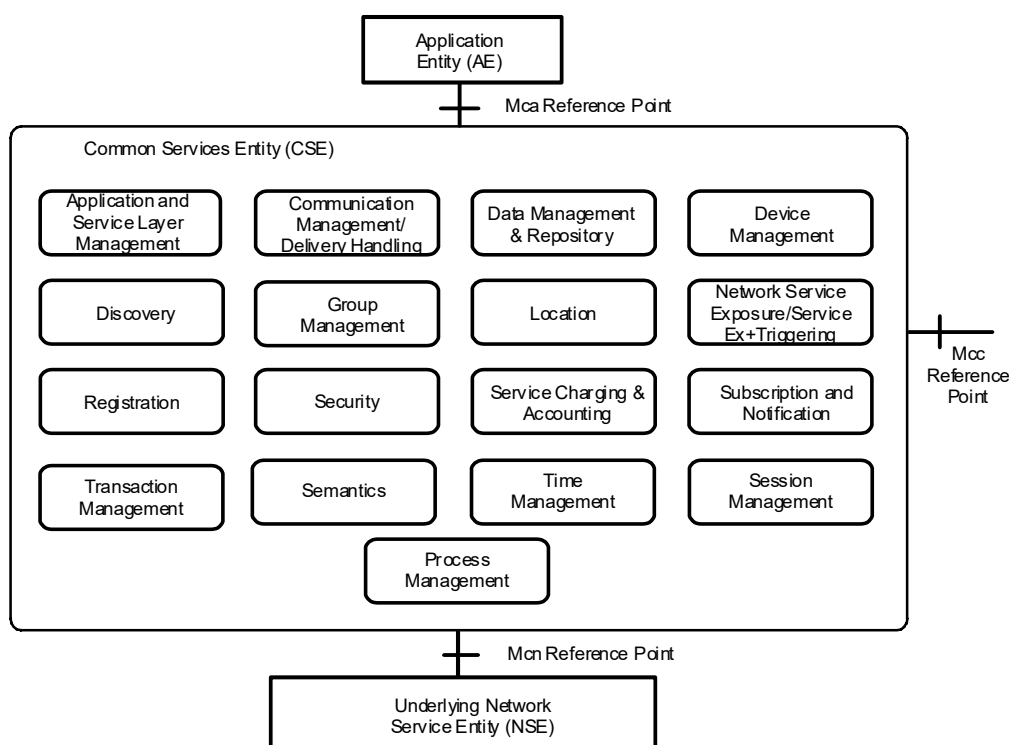 Application
Entity (AE)
Mca Reference Point
Common Services Entity (CSE)
Application and
Service Layer
Management
Communication
Management/
Delivery Handling
Data Management
& Repository
Device
Management
Discovery
Group
Management
Location
Network Service
Exposure/Service
Ex+Triggering
Mcc
Reference
Point
Registration
Security
Service Charging &
Accounting
Subscription and
Notification
Transaction
Management
Semantics
Time
Management
Session
Management
Process
Management
Mcn Reference Point
Underlying Network
Service Entity (NSE)